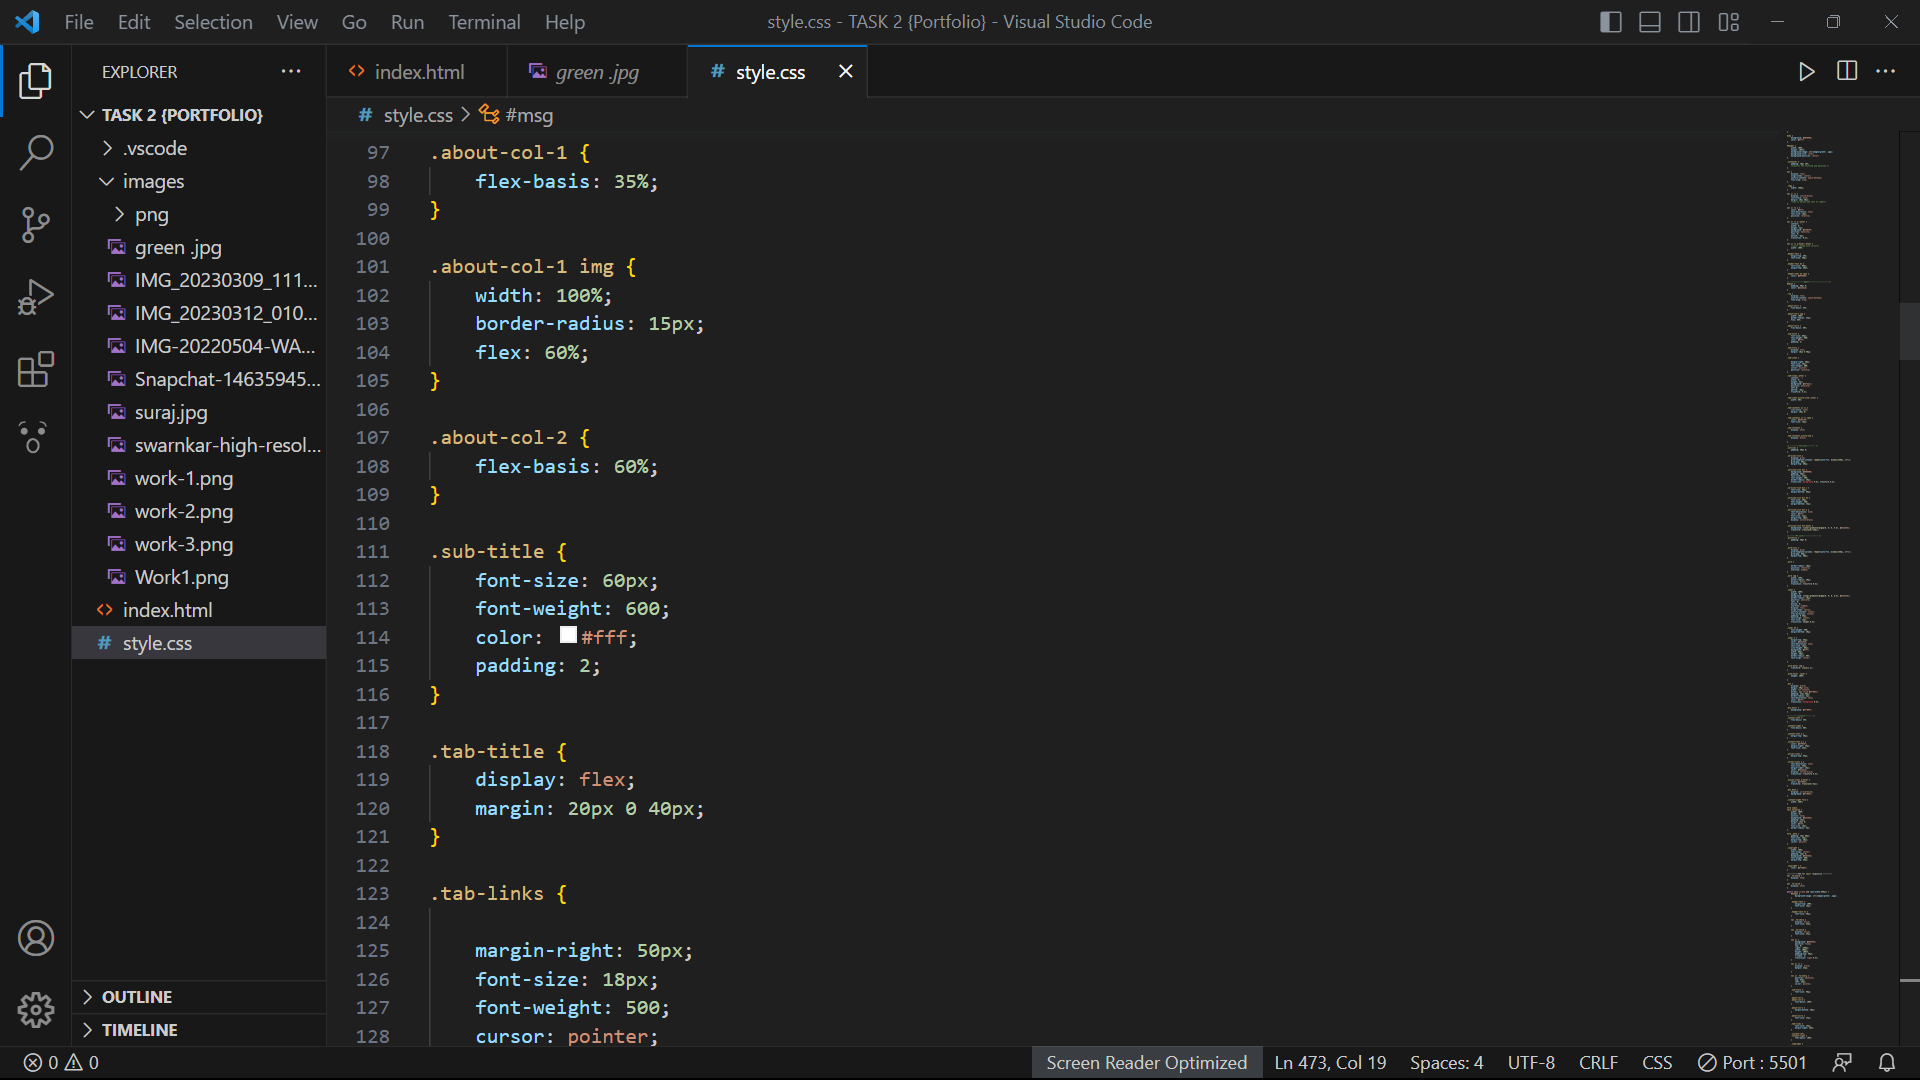 File Edit Selection View Go Run Terminal Help
style.css - TASK 2 {Portfolio} - Visual Studio Code
EXPLORER
index.html
green .jpg
# style.css
TASK 2 {PORTFOLIO}
.vscode
images
png
green .jpg
IMG_20230309_111...
IMG_20230312_010...
IMG-20220504-WA...
Snapchat-14635945...
suraj.jpg
swarnkar-high-resol...
work-1.png
work-2.png
work-3.png
Work1.png
index.html
# style.css
OUTLINE
TIMELINE
# style.css > #msg
97 .about-col-1 {
98 flex-basis: 35%;
99 }
100
101 .about-col-1 img {
102 width: 100%;
103 border-radius: 15px;
104 flex: 60%;
105 }
106
107 .about-col-2 {
108 flex-basis: 60%;
109 }
110
111 .sub-title {
112 font-size: 60px;
113 font-weight: 600;
114 color: #fff;
115 padding: 2;
116 }
117
118 .tab-title {
119 display: flex;
120 margin: 20px 0 40px;
121 }
122
123 .tab-links {
124
125 margin-right: 50px;
126 font-size: 18px;
127 font-weight: 500;
128 cursor: pointer;
0 0 Screen Reader Optimized Ln 473, Col 19 Spaces: 4 UTF-8 CRLF CSS Port : 5501